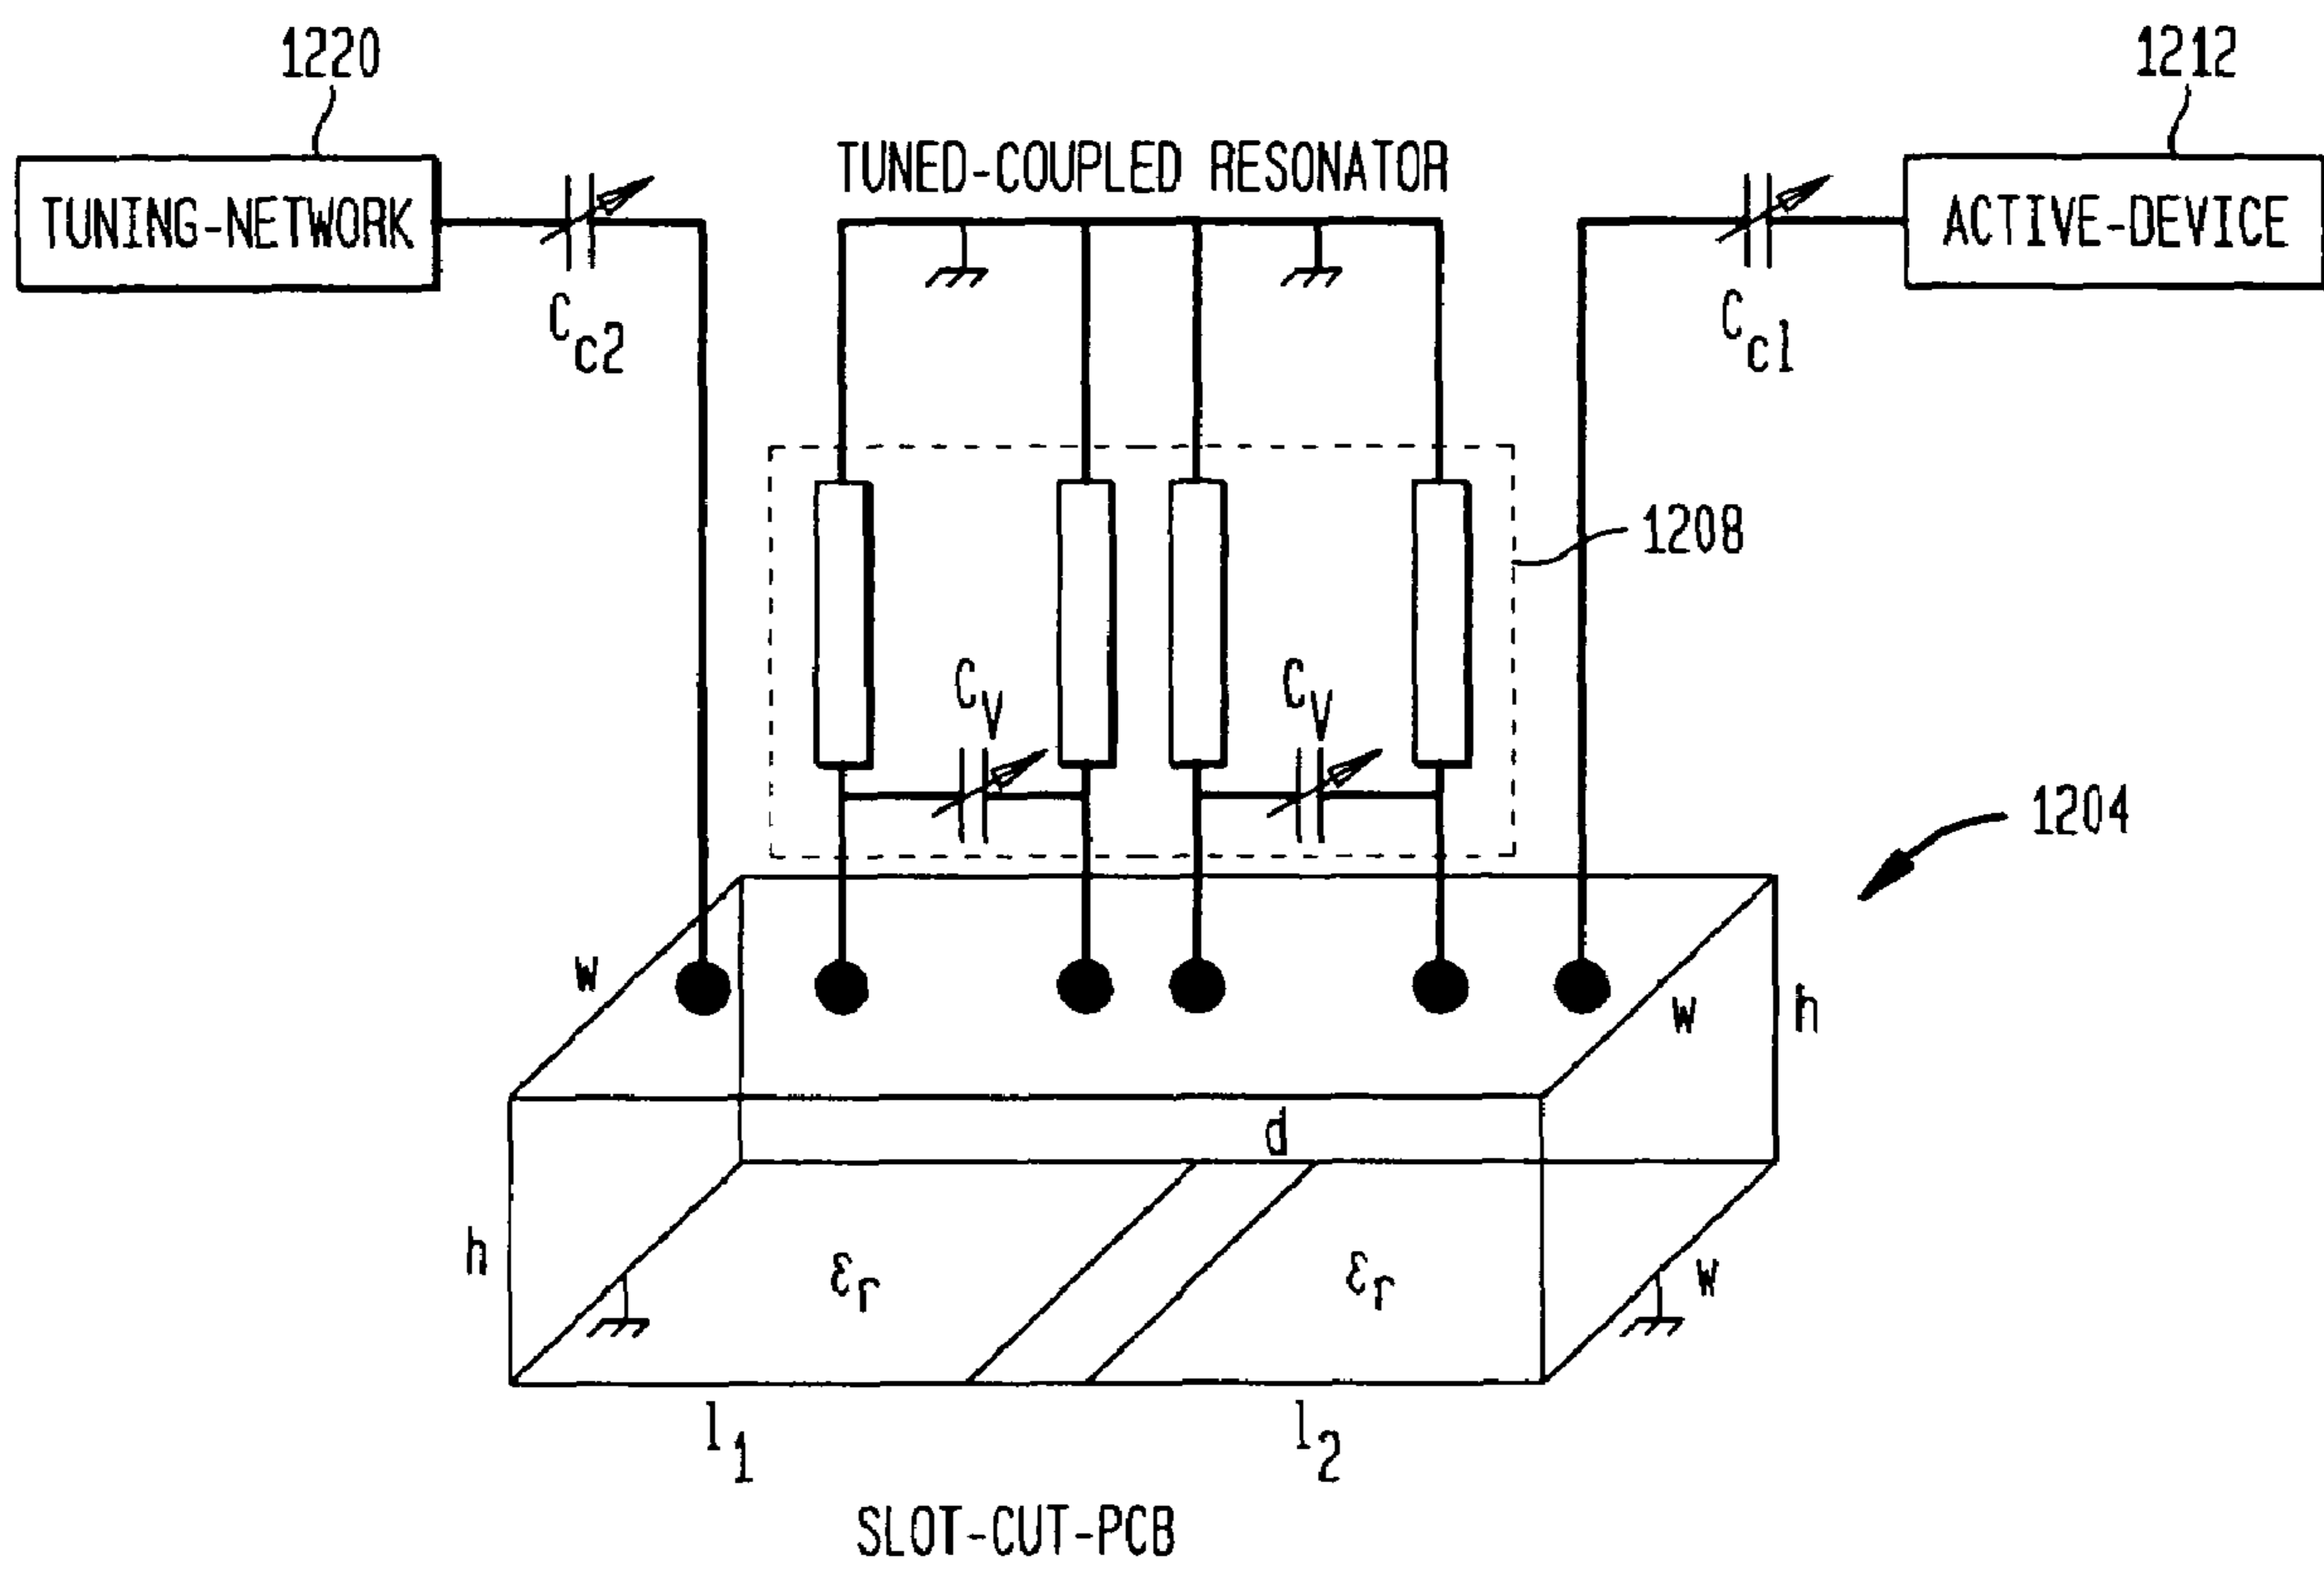 1220
1212
TUNED-COUPLED RESONATOR
TUNING-NETWORK
ACTIVE-DEVICE
Cc2
Cc1
1208
CV
CV
1204
w
w
h
d
h
εr
εr
w
l1
l2
SLOT-CUT-PCB